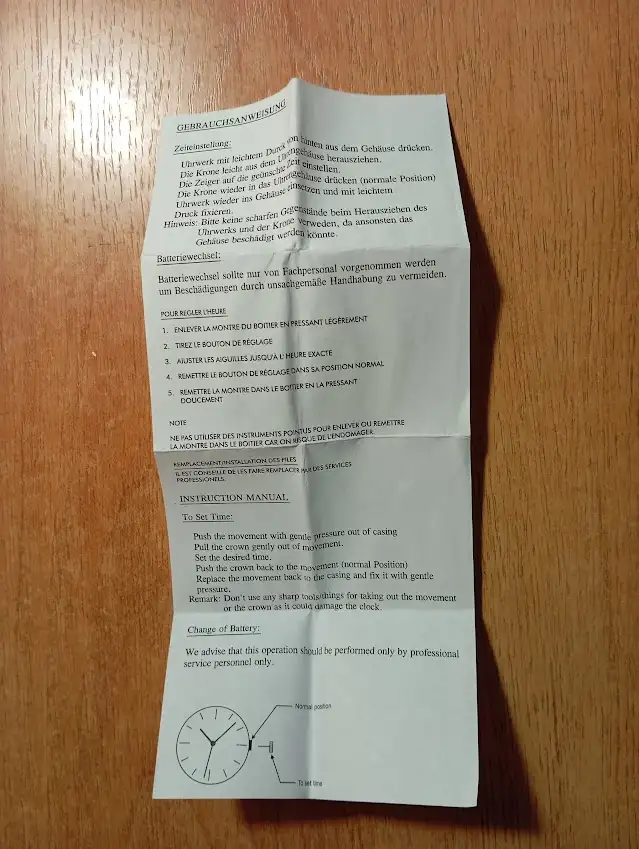 GEBRAUCHSANWEISUNG
Zeiteinstellung:
Uhrwerk mit leichtem Druck von hinten aus dem Gehäuse drücken.
Die Krone leicht aus dem Uhrengehäuse herausziehen.
Die Zeiger auf die geünschte Zeit einstellen.
Die Krone wieder in das Uhrengehäuse drücken (normale Position)
Uhrwerk wieder ins Gehäuse einsetzen und mit leichtem
Druck fixieren.
Hinweis: Bitte keine scharfen Gegenstände beim Herausziehen des
Uhrwerks und der Krone verweden, da ansonsten das
Gehäuse beschädigt werden könnte.
Batteriewechsel:
Batteriewechsel sollte nur von Fachpersonal vorgenommen werden
um Beschädigungen durch unsachgemäße Handhabung zu vermeiden.
POUR REGLER L'HEURE
1. ENLEVER LA MONTRE DU BOITIER EN PRESSANT LÉGÈREMENT
2. TIREZ LE BOUTON DE RÉGLAGE
3. AJUSTER LES AIGUILLES JUSQU'À L'HEURE EXACTE
4. REMETTRE LE BOUTON DE RÉGLAGE DANS SA POSITION NORMAL
5. REMETTRE LA MONTRE DANS LE BOITIER EN LA PRESSANT
DOUCEMENT
NOTE
NE PAS UTILISER DES INSTRUMENTS POINTUS POUR ENLEVER OU REMETTRE
LA MONTRE DANS LE BOITIER CAR ON RISQUE DE L'ENDOMAGER.
REMPLACEMENT/INSTALLATION DES PILES
IL EST CONSEILLE DE LES FAIRE REMPLACER PAR DES SERVICES
PROFESSIONELS.
INSTRUCTION MANUAL
To Set Time:
Push the movement with gentle pressure out of casing
Pull the crown gently out of movement.
Set the desired time.
Push the crown back to the movement (normal Position)
Replace the movement back to the casing and fix it with gentle
pressure.
Remark: Don't use any sharp tools/things for taking out the movement
or the crown as it could damage the clock.
Change of Battery:
We advise that this operation should be performed only by professional
service personnel only.
Normal position
To set time